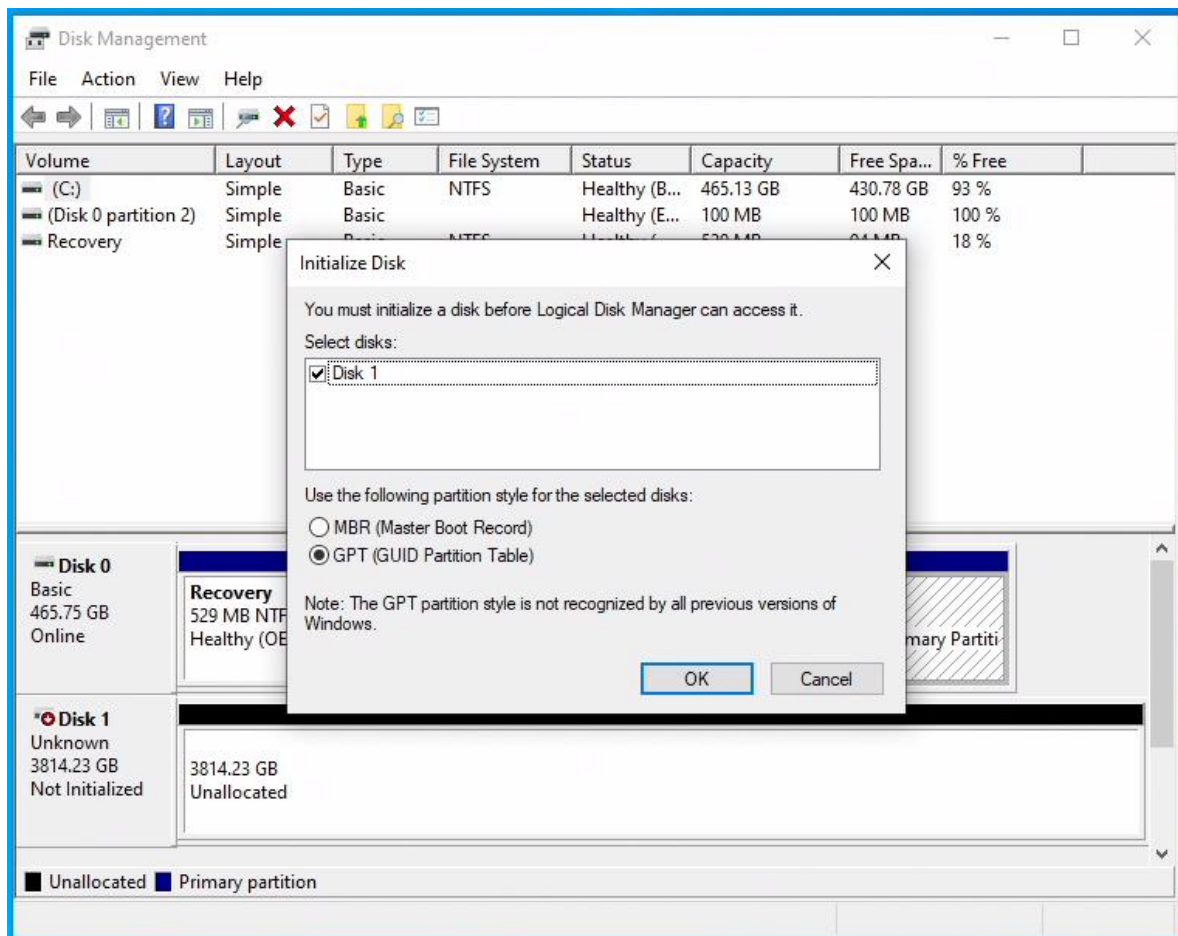 Disk Management
File Action View Help
Volume Layout Type File System Status Capacity Free Spa... % Free
(C:) Simple Basic NTFS Healthy (B... 465.13 GB 430.78 GB 93 %
(Disk 0 partition 2) Simple Basic Healthy (E... 100 MB 100 MB 100 %
Recovery Simple 18 %
Initialize Disk
You must initialize a disk before Logical Disk Manager can access it.
Select disks:
Disk 1
Use the following partition style for the selected disks:
MBR (Master Boot Record)
GPT (GUID Partition Table)
Note: The GPT partition style is not recognized by all previous versions of
Windows.
OK Cancel
Disk 0
Basic
465.75 GB
Online
Recovery
529 MB NTF
Healthy (OE
mary Partiti
Disk 1
Unknown
3814.23 GB
Not Initialized
3814.23 GB
Unallocated
Unallocated Primary partition